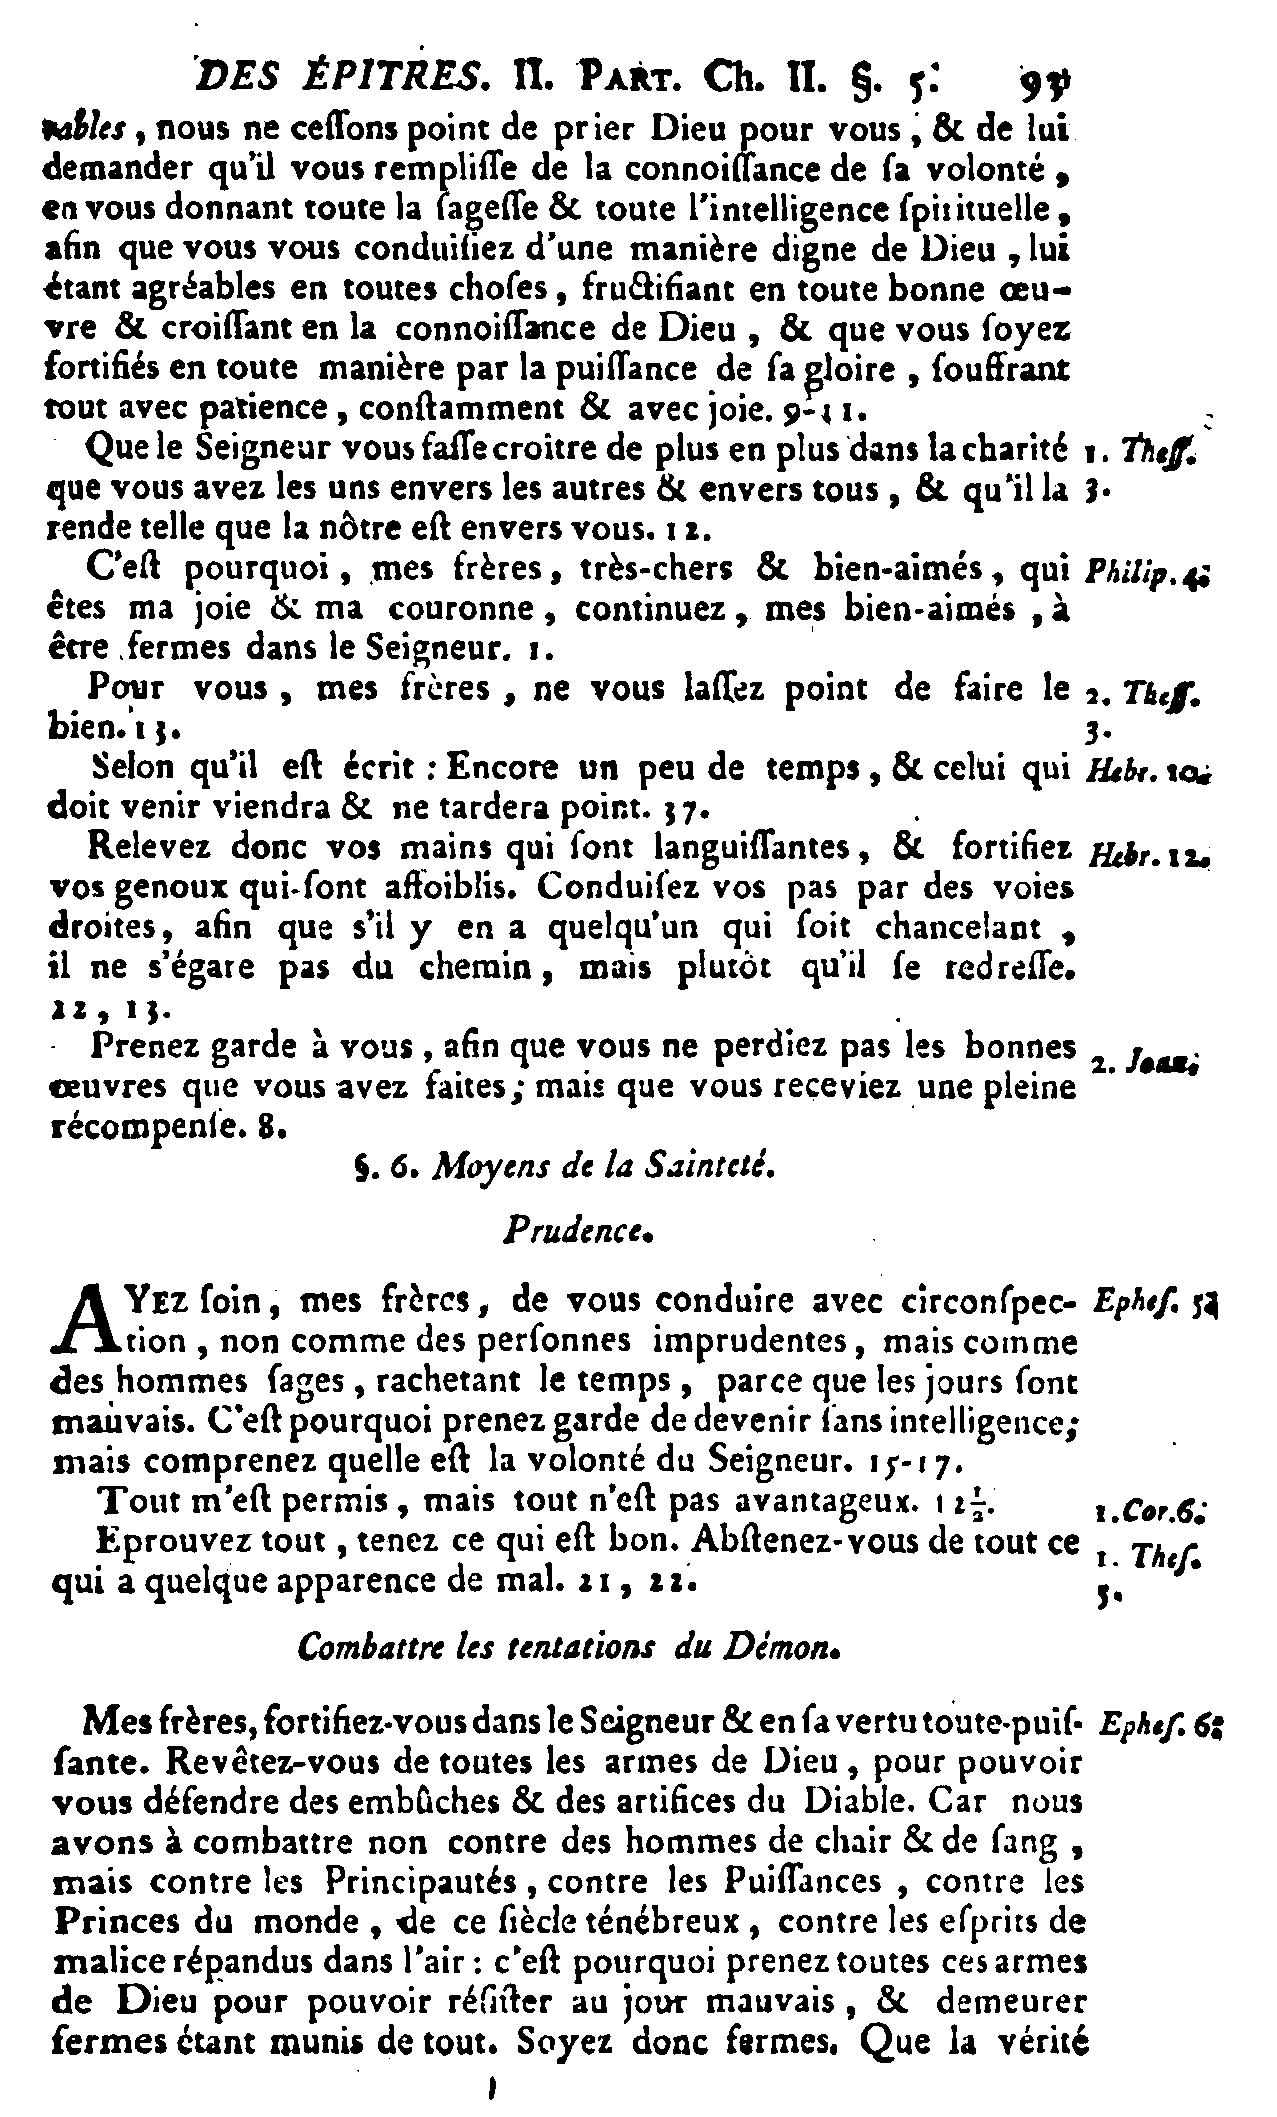 DES ÉPITRES. II. PART. Ch. II. §. 5.
nous ne ceſſons point de prier Dieu pour vous, & de lui
demander qu'il vous rempliſſe de la connoiſſance de ſa volonté,
en vous donnant toute la ſageſſe & toute l'intelligence ſpirituelle,
afin que vous vous conduiſiez d'une manière digne de Dieu, lui
étant agréables en toutes choſes, fructifiant en toute bonne œu-
vre & croiſſant en la connoiſſance de Dieu, & que vous ſoyez
fortifiés en toute manière par la puiſſance de ſa gloire, ſouffrant
tout avec patience, conſtamment & avec joie. 9-11.
Que le Seigneur vous faſſe croitre de plus en plus dans la charité 1. Theſſ.
que vous avez les uns envers les autres & envers tous, & qu'il la 3.
rende telle que la nôtre eſt envers vous. 12.
C'eſt pourquoi, mes frères, très-chers & bien-aimés, qui Philip. 4.
êtes ma joie & ma couronne, continuez, mes bien-aimés, à
être fermes dans le Seigneur. 1.
Pour vous, mes frères, ne vous laſſez point de faire le 2. Theſſ.
bien. 13. 3.
Selon qu'il eſt écrit : Encore un peu de temps, & celui qui Hebr. 10.
doit venir viendra & ne tardera point. 37.
Relevez donc vos mains qui ſont languiſſantes, & fortifiez Hebr. 12.
vos genoux qui ſont affoiblis. Conduiſez vos pas par des voies
droites, afin que s'il y en a quelqu'un qui ſoit chancelant,
il ne s'égare pas du chemin, mais plutôt qu'il ſe redreſſe.
12, 13.
Prenez garde à vous, afin que vous ne perdiez pas les bonnes 2. Joan.
œuvres que vous avez faites; mais que vous receviez une pleine
récompenſe. 8.
§. 6. Moyens de la Sainteté.
Prudence.
AYEZ ſoin, mes frères, de vous conduire avec circonſpec- Epheſ. 5.
tion, non comme des perſonnes imprudentes, mais comme
des hommes ſages, rachetant le temps, parce que les jours ſont
mauvais. C'eſt pourquoi prenez garde de devenir ſans intelligence;
mais comprenez quelle eſt la volonté du Seigneur. 15-17.
Tout m'eſt permis, mais tout n'eſt pas avantageux. 12½. 1. Cor. 6.
Eprouvez tout, tenez ce qui eſt bon. Abſtenez-vous de tout ce 1. Theſ.
qui a quelque apparence de mal. 21, 22. 5.
Combattre les tentations du Démon.
Mes frères, fortifiez-vous dans le Seigneur & en ſa vertu toute-puiſ- Epheſ. 6.
ſante. Revêtez-vous de toutes les armes de Dieu, pour pouvoir
vous défendre des embûches & des artifices du Diable. Car nous
avons à combattre non contre des hommes de chair & de ſang,
mais contre les Principautés, contre les Puiſſances, contre les
Princes du monde, de ce ſiècle ténébreux, contre les eſprits de
malice répandus dans l'air : c'eſt pourquoi prenez toutes ces armes
de Dieu pour pouvoir réſiſter au jour mauvais, & demeurer
fermes étant munis de tout. Soyez donc fermes. Que la vérité